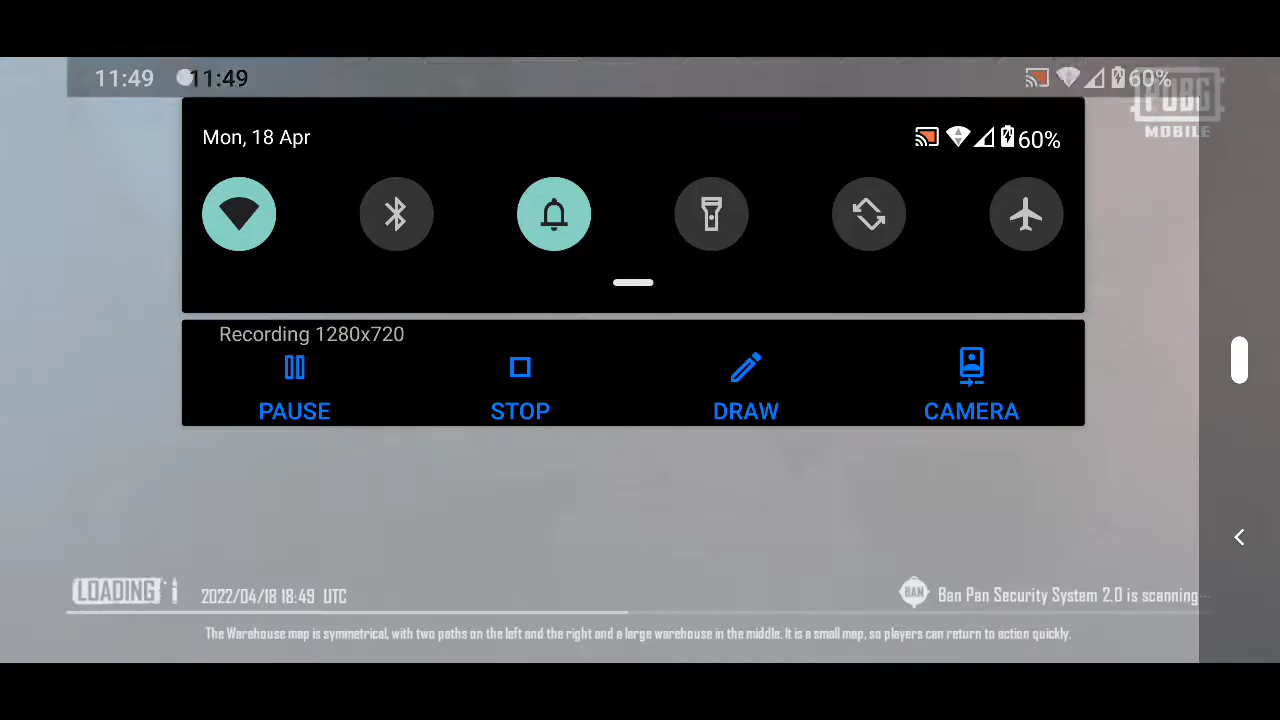 11:49 11:49 60%
PUBG
MOBILE
Mon, 18 Apr 60%
Recording 1280x720
PAUSE STOP DRAW CAMERA
LOADING 2022/04/18 18:49 UTC BAN Ban Pan Security System 2.0 is scanning...
The Warehouse map is symmetrical, with two paths on the left and the right and a large warehouse in the middle. It is a small map, so players can return to action quickly.